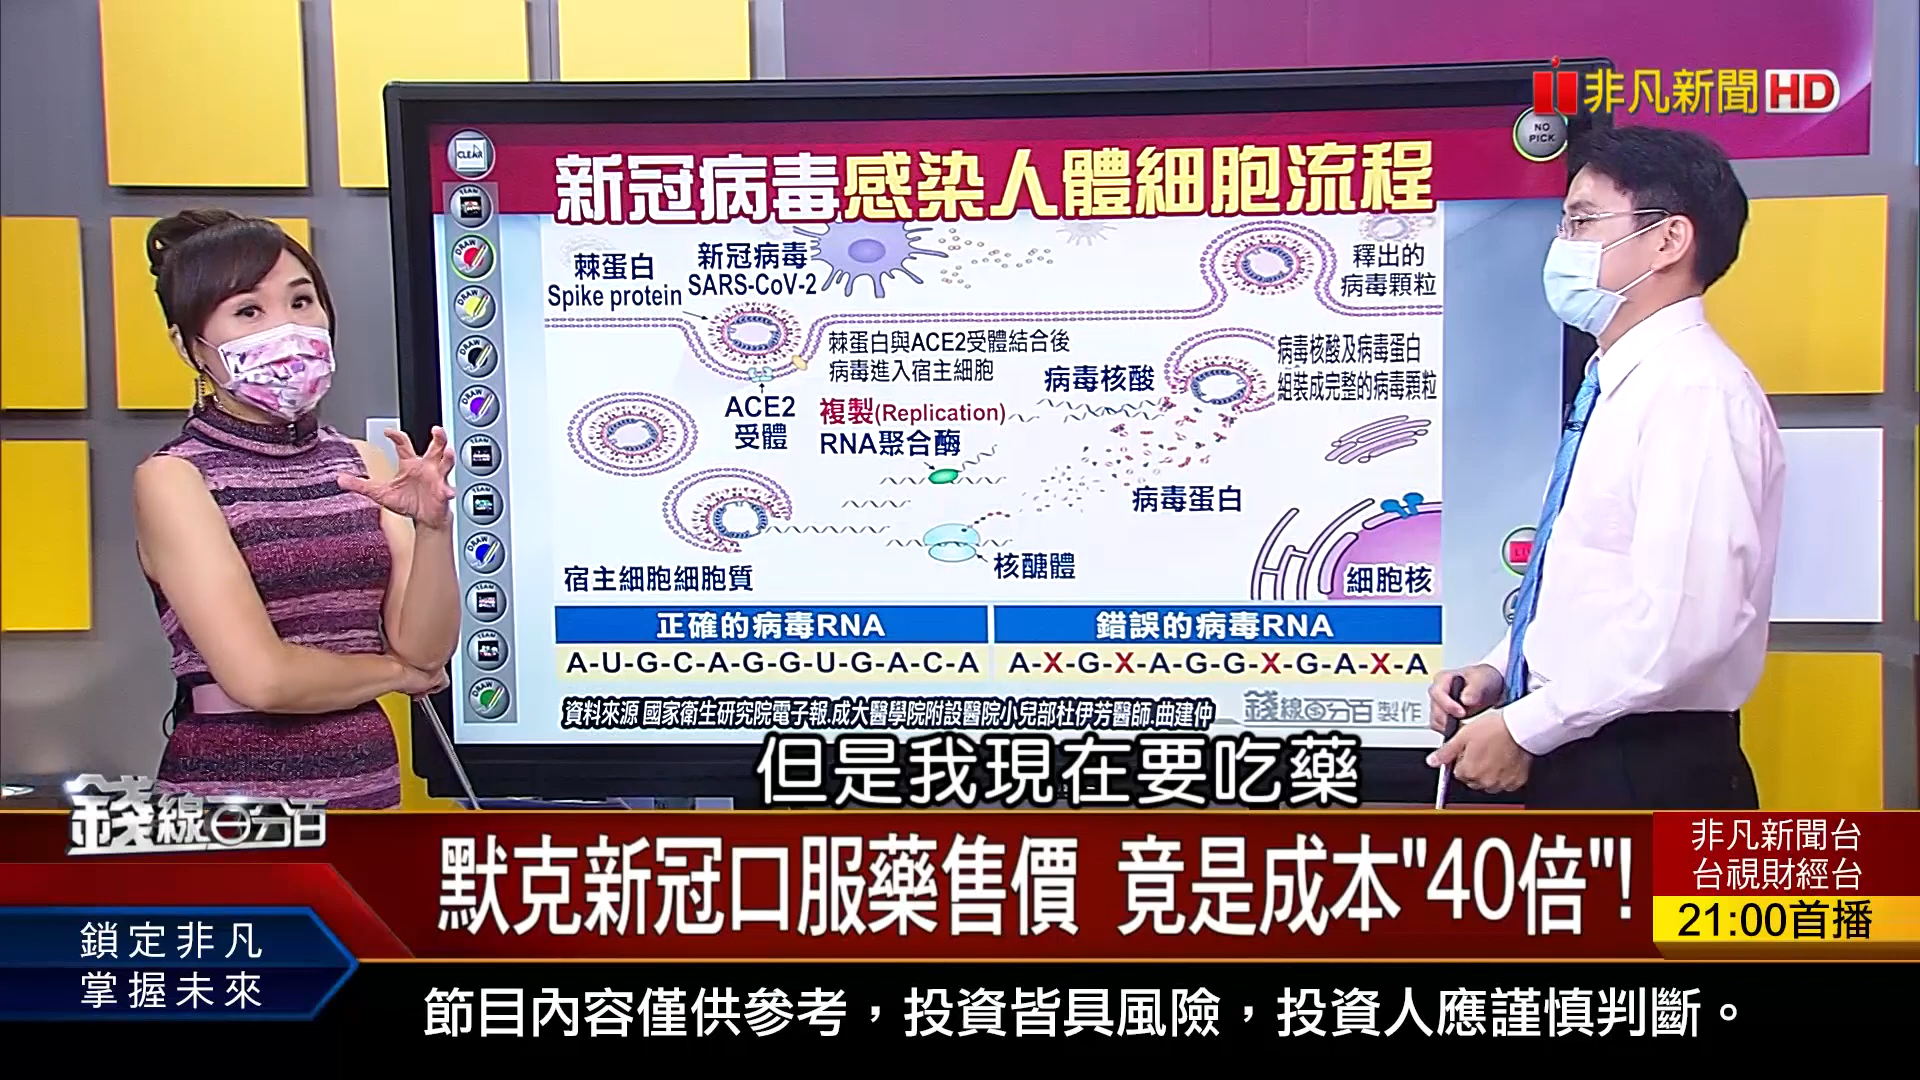 非凡新聞HD
NO PICK
CLEAR
新冠病毒感染人體細胞流程
棘蛋白
Spike protein
新冠病毒
SARS-CoV-2
釋出的
病毒顆粒
棘蛋白與ACE2受體結合後
病毒進入宿主細胞
病毒核酸及病毒蛋白
組裝成完整的病毒顆粒
病毒核酸
ACE2
受體
複製(Replication)
RNA聚合酶
病毒蛋白
核醣體
宿主細胞細胞質
細胞核
正確的病毒RNA
錯誤的病毒RNA
A-U-G-C-A-G-G-U-G-A-C-A
A-X-G-X-A-G-G-X-G-A-X-A
資料來源 國家衛生研究院電子報.成大醫學院附設醫院小兒部杜伊芳醫師.曲建仲
錢線百分百 製作
TEAM
DRAW
DRAW
DRAW
DRAW
TEAM
TEAM
DRAW
TEAM
TEAM
DRAW
但是我現在要吃藥
錢線百分百
默克新冠口服藥售價 竟是成本"40倍"!
非凡新聞台
台視財經台
21:00首播
鎖定非凡
掌握未來
節目內容僅供參考，投資皆具風險，投資人應謹慎判斷。